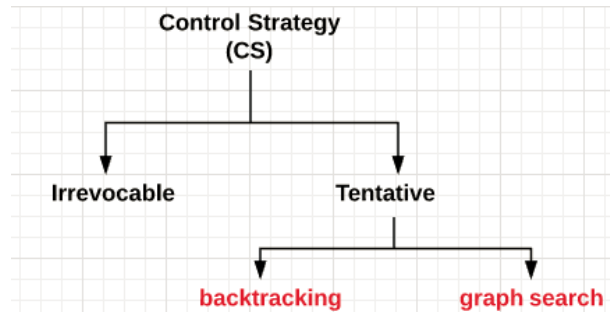 Control Strategy
(CS)
Irrevocable
Tentative
backtracking
graph search